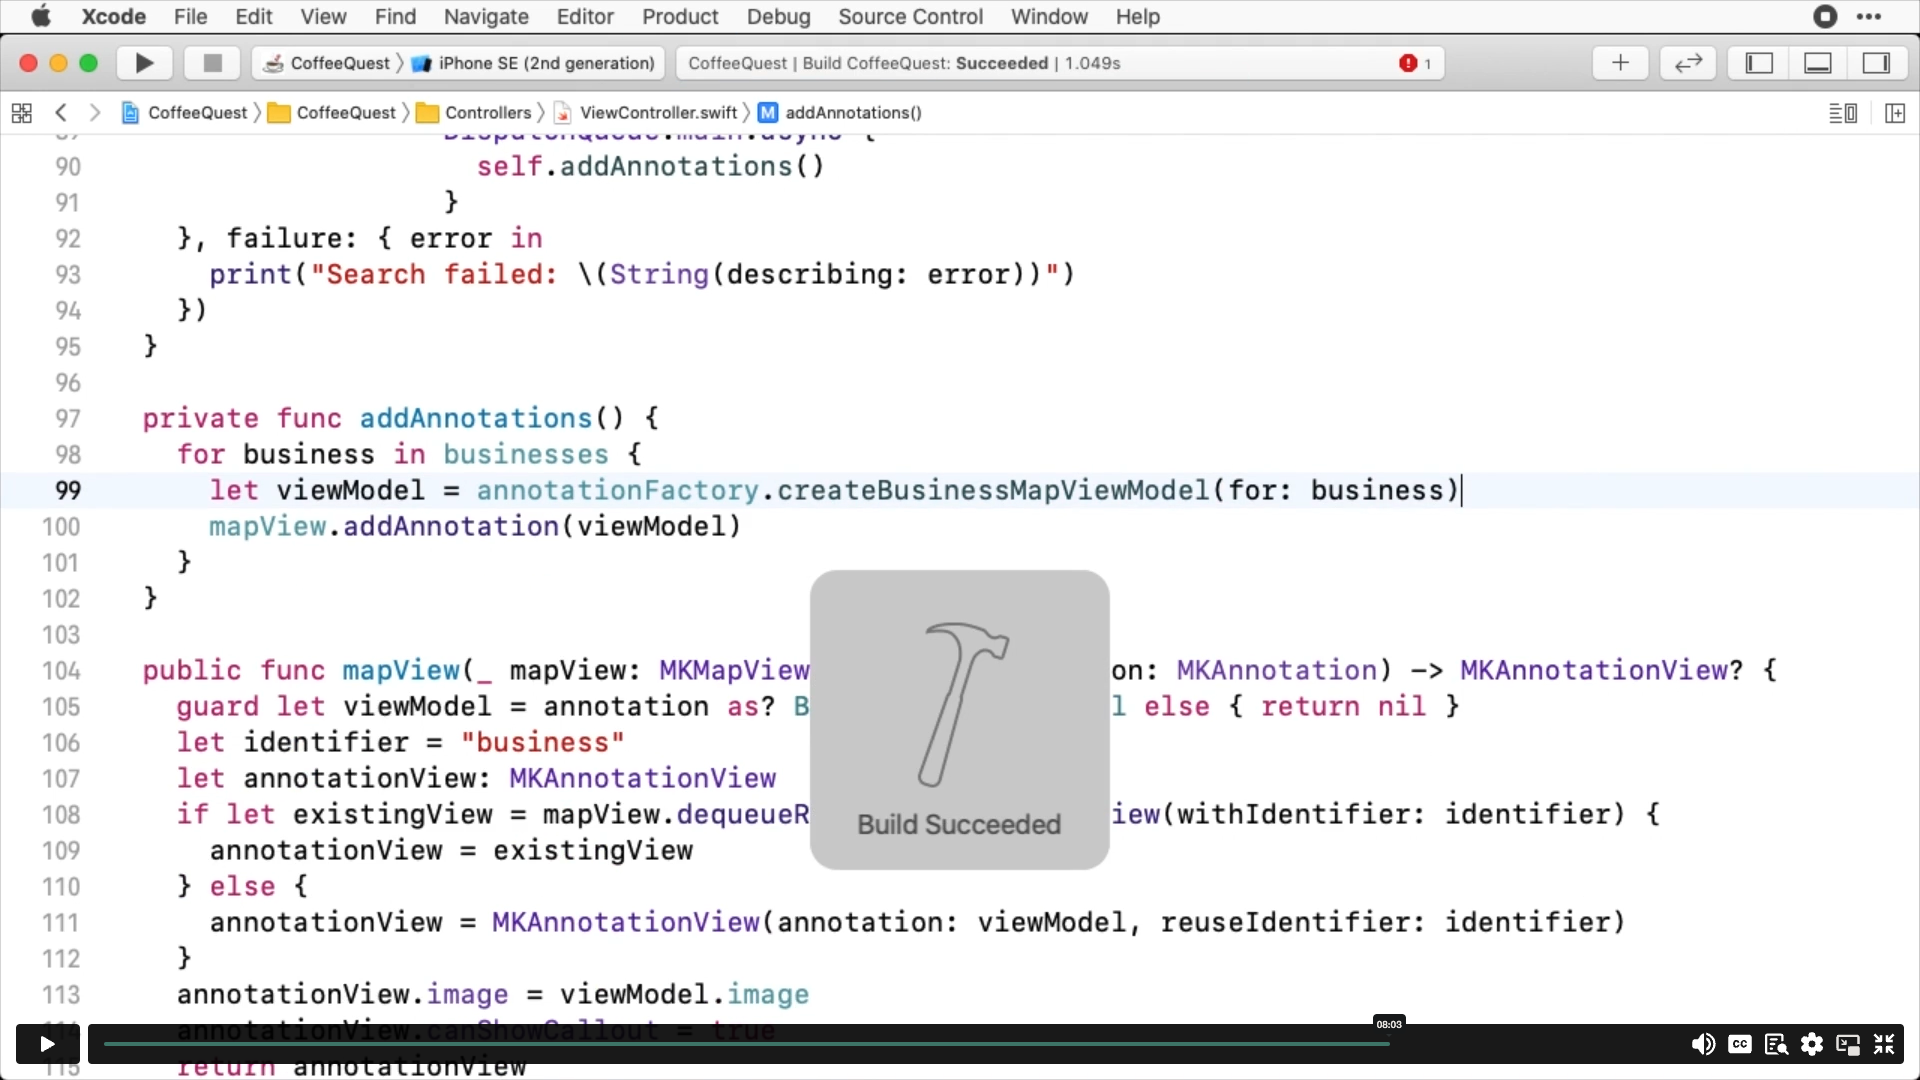 Xcode File Edit View Find Navigate Editor Product Debug Source Control Window Help
CoffeeQuest iPhone SE (2nd generation) CoffeeQuest | Build CoffeeQuest: Succeeded | 1.049s 1
CoffeeQuest CoffeeQuest Controllers ViewController.swift M addAnnotations()
89 DispatchQueue.main.async {
90 self.addAnnotations()
91 }
92 }, failure: { error in
93 print("Search failed: \(String(describing: error))")
94 })
95 }
96
97 private func addAnnotations() {
98 for business in businesses {
99 let viewModel = annotationFactory.createBusinessMapViewModel(for: business)
100 mapView.addAnnotation(viewModel)
101 }
102 }
103
104 public func mapView(_ mapView: MKMapView on: MKAnnotation) -> MKAnnotationView? {
105 guard let viewModel = annotation as? B l else { return nil }
106 let identifier = "business"
107 let annotationView: MKAnnotationView
108 if let existingView = mapView.dequeueR iew(withIdentifier: identifier) {
109 annotationView = existingView
110 } else {
111 annotationView = MKAnnotationView(annotation: viewModel, reuseIdentifier: identifier)
112 }
113 annotationView.image = viewModel.image
114 annotationView.canShowCallout = true
115 return annotationView
Build Succeeded
08:03
CC